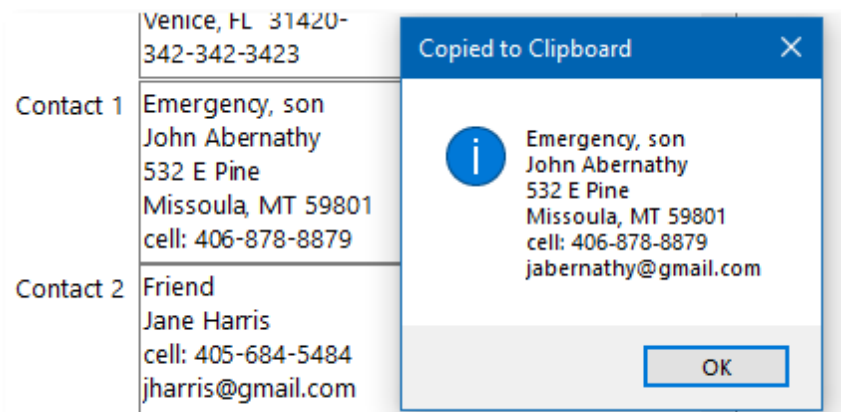 Venice, FL 31420-
342-342-3423
Contact 1
Emergency, son
John Abernathy
532 E Pine
Missoula, MT 59801
cell: 406-878-8879
Contact 2
Friend
Jane Harris
cell: 405-684-5484
jharris@gmail.com
Copied to Clipboard
Emergency, son
John Abernathy
532 E Pine
Missoula, MT 59801
cell: 406-878-8879
jabernathy@gmail.com
OK